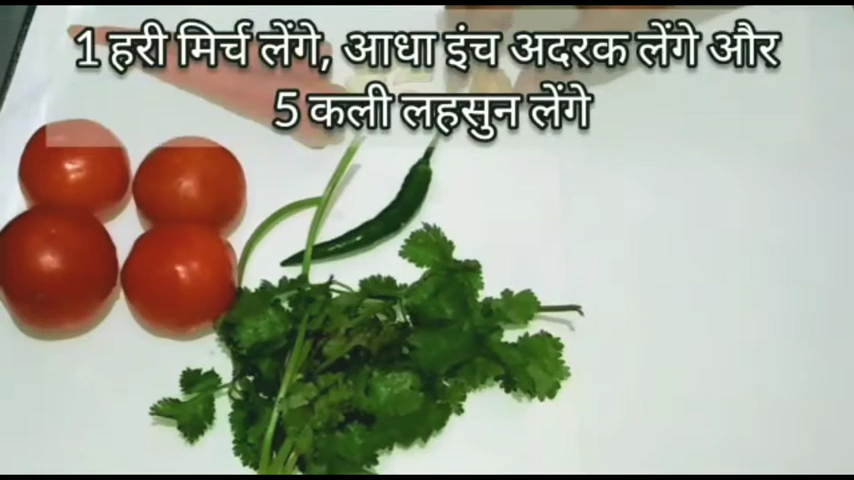 1 हरी मिर्च लेंगे, आधा इंच अदरक लेंगे और
5 कली लहसुन लेंगे